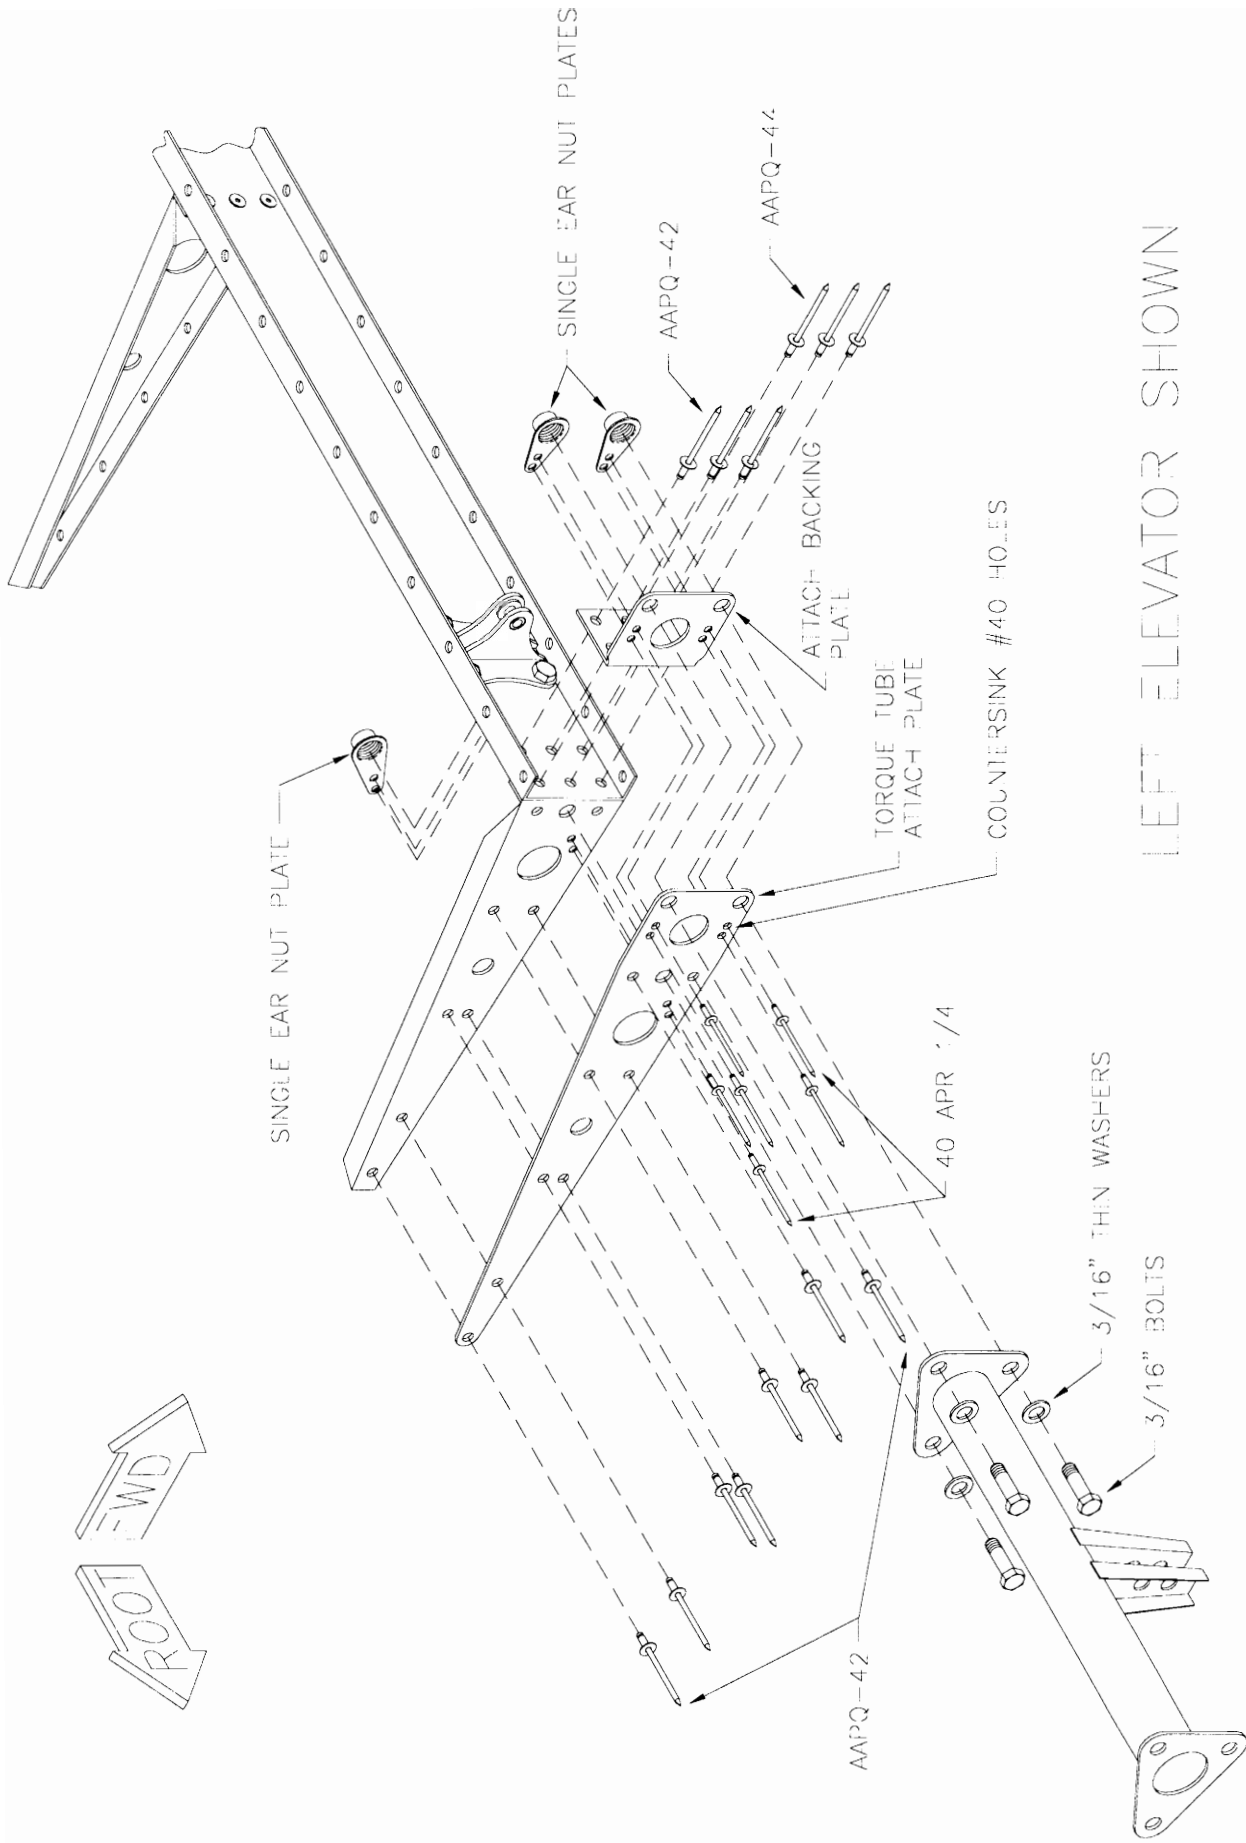 SINGLE EAR NUT PLATES
AAPQ-44
AAPQ-42
SINGLE EAR NUT PLATE
ATTACH BACKING
PLATE
TORQUE TUBE
ATTACH PLATE
COUNTERSINK #40 HOLES
40 APR 1/4
3/16" THIN WASHERS
3/16" BOLTS
AAPQ-42
FWD
ROOT
LEFT ELEVATOR SHOWN